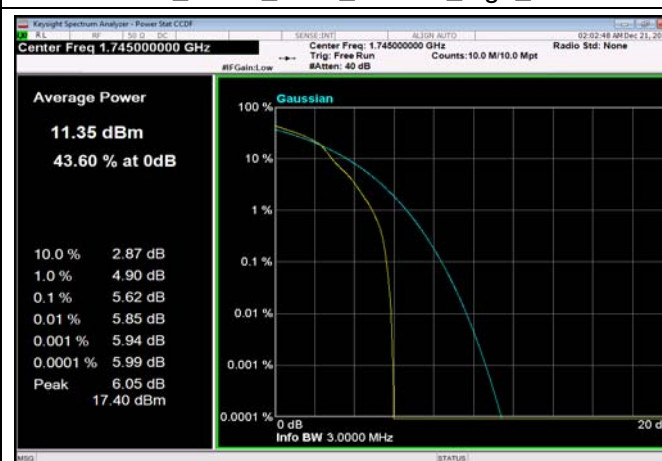 Keysight Spectrum Analyzer - Power Stat CCDF
RL RF 50 Ω DC SENSE:INT ALIGN AUTO 02:02:48 AM Dec 21, 20
Center Freq 1.745000000 GHz
Center Freq: 1.745000000 GHz
Radio Std: None
Trig: Free Run
Counts:10.0 M/10.0 Mpt
#IFGain:Low
#Atten: 40 dB
Average Power
11.35 dBm
43.60 % at 0dB
10.0 % 2.87 dB
1.0 % 4.90 dB
0.1 % 5.62 dB
0.01 % 5.85 dB
0.001 % 5.94 dB
0.0001 % 5.99 dB
Peak 6.05 dB
17.40 dBm
Gaussian
100 %
10 %
1 %
0.1 %
0.01 %
0.001 %
0.0001 %
0 dB
20 d
Info BW 3.0000 MHz
MSG
STATUS